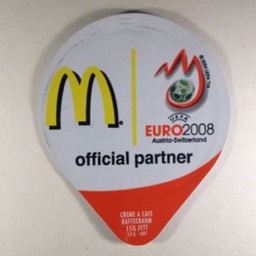 M
UEFA
EURO2008
Austria-Switzerland
official partner
CREME A CAFE
KAFFEERAHM
15% FETT